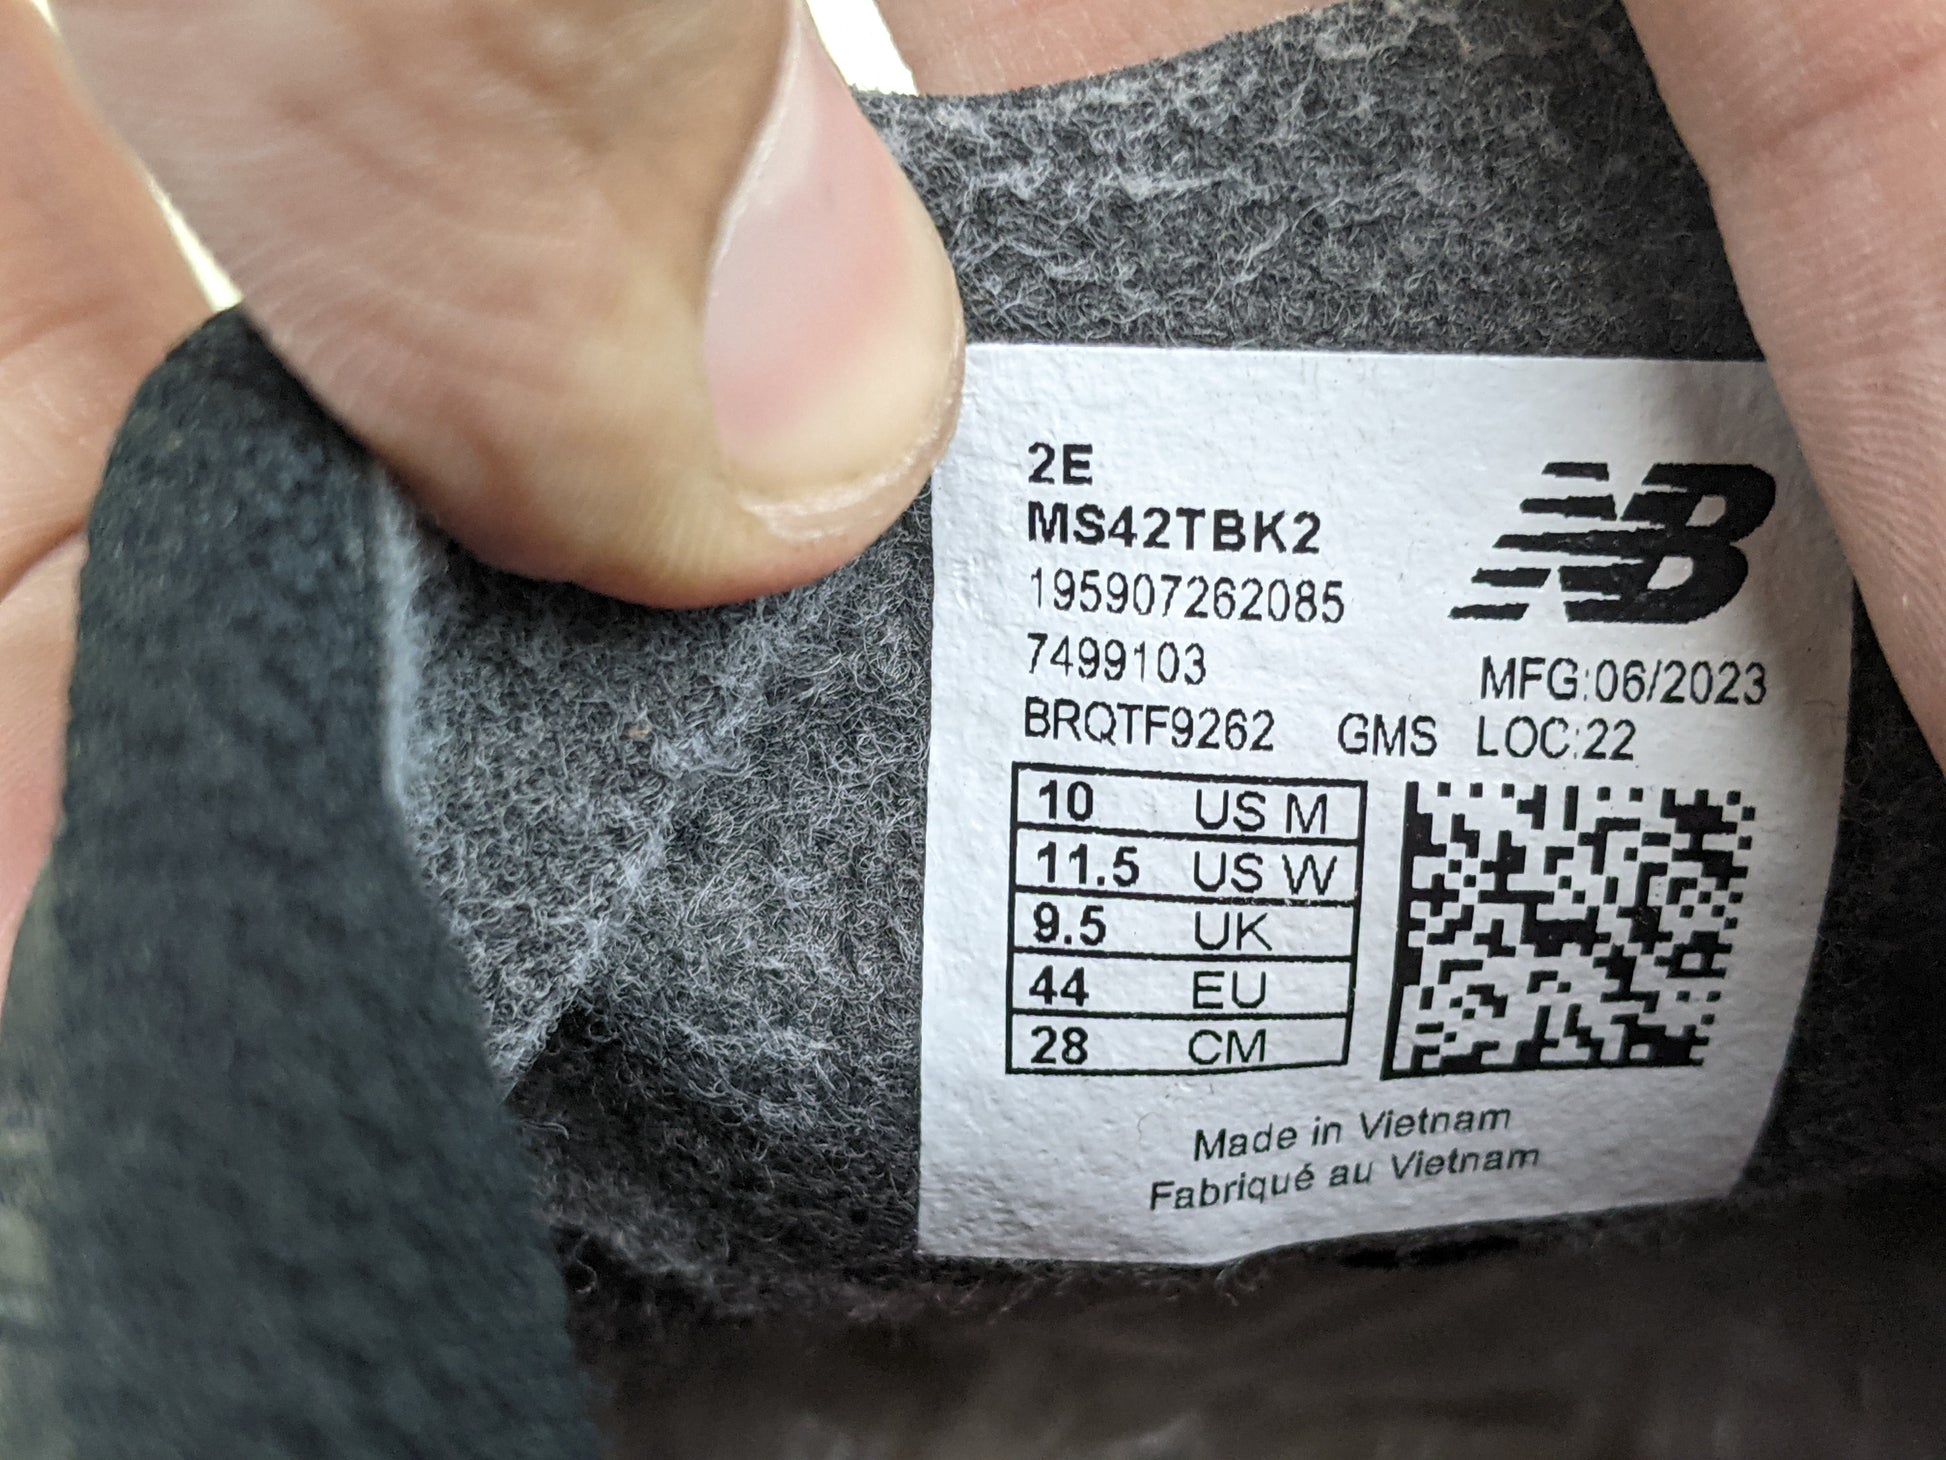 2E
MS42TBK2
195907262085
7499103
BRQTF9262 GMS LOC:22
NB
MFG:06/2023
10 US M
11.5 US W
9.5 UK
44 EU
28 CM
Made in Vietnam
Fabriqué au Vietnam